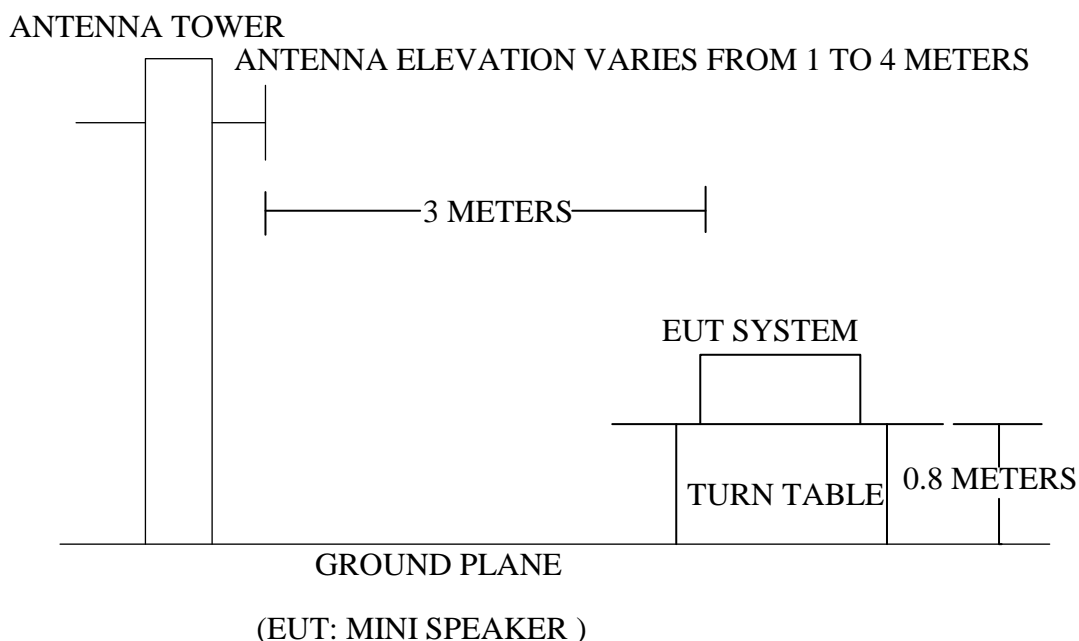 ANTENNA TOWER
ANTENNA ELEVATION VARIES FROM 1 TO 4 METERS
3 METERS
EUT SYSTEM
TURN TABLE
0.8 METERS
GROUND PLANE
(EUT: MINI SPEAKER )